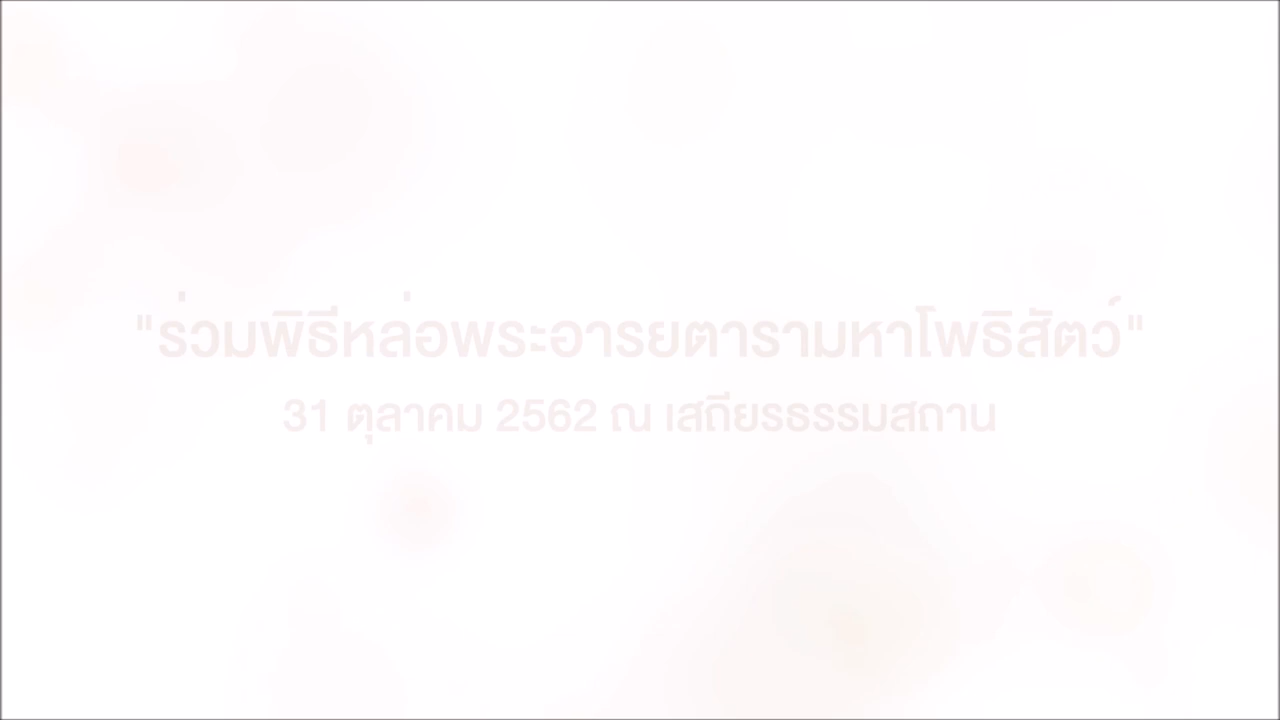 "ร่วมพิธีหล่อพระอารยตารามหาโพธิสัตว์"
31 ตุลาคม 2562 ณ เสถียรธรรมสถาน